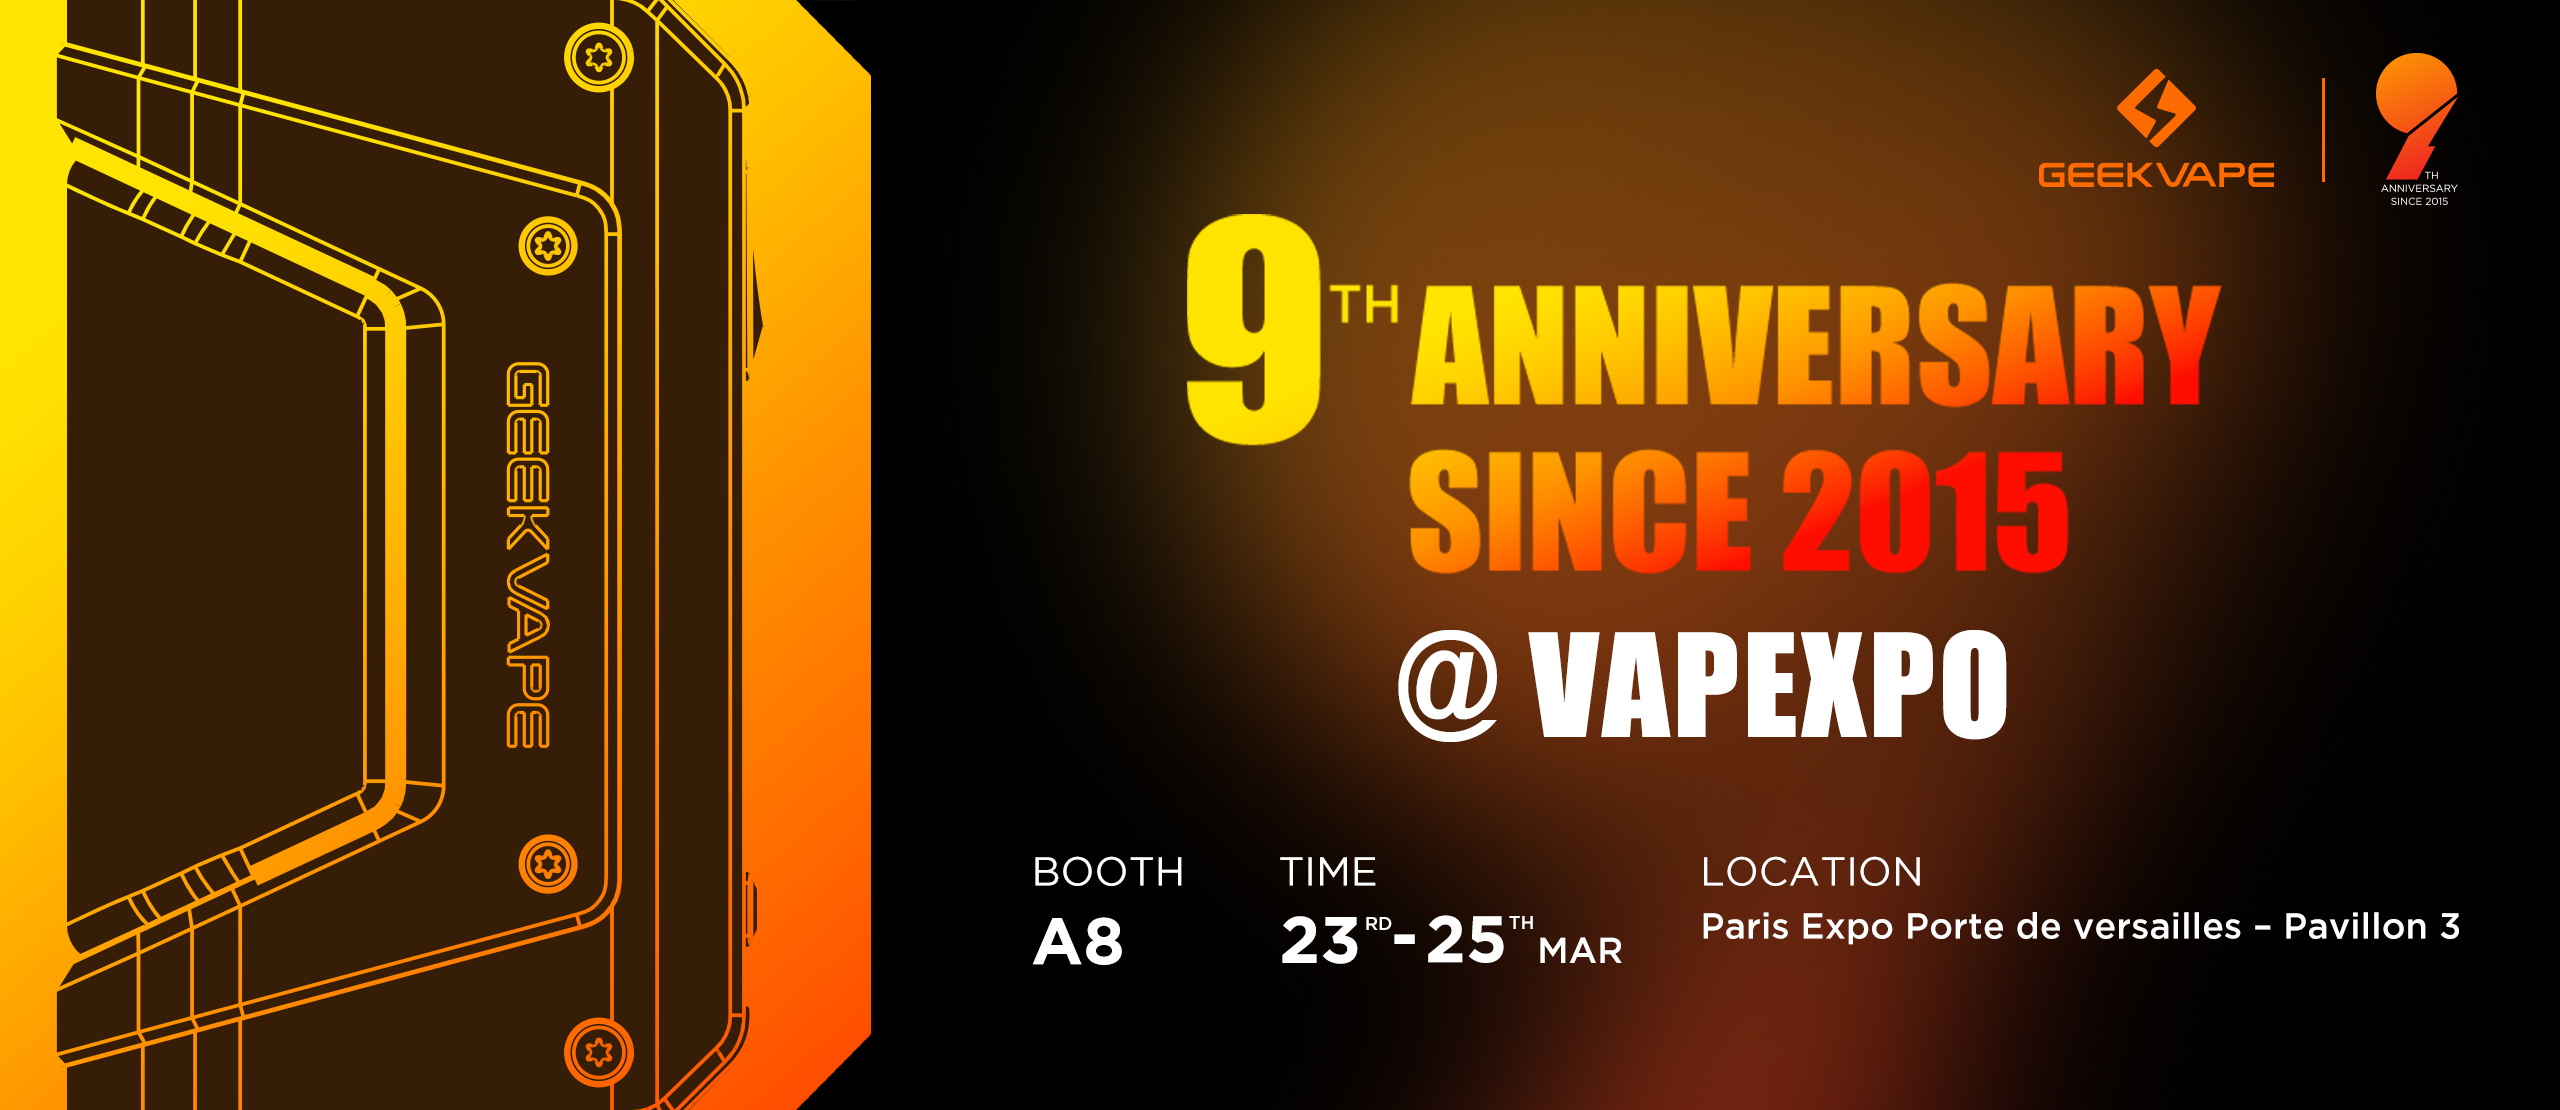 GEEKVAPE
GEEKVAPE
9TH
ANNIVERSARY
SINCE 2015
9TH ANNIVERSARY
SINCE 2015
@ VAPEXPO
BOOTH
A8
TIME
23RD - 25TH MAR
LOCATION
Paris Expo Porte de versailles – Pavillon 3